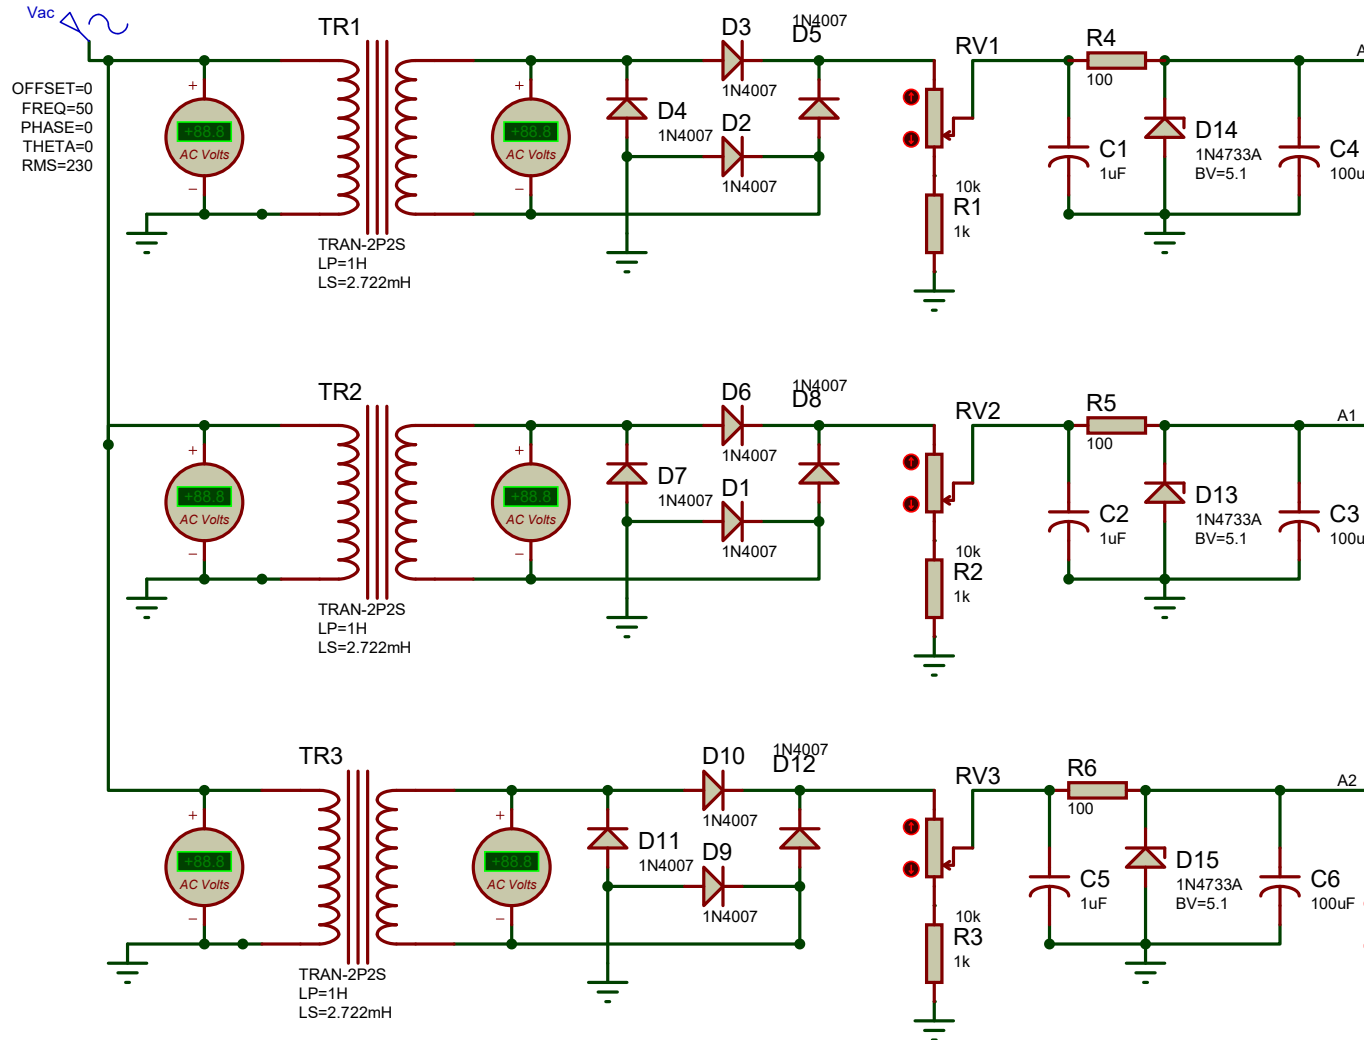 Vac
OFFSET=0
FREQ=50
PHASE=0
THETA=0
RMS=230
+
+88.8
AC Volts
−
TR1
TRAN-2P2S
LP=1H
LS=2.722mH
+
+88.8
AC Volts
−
D4
1N4007
D3
1N4007
D2
1N4007
1N4007
D5
RV1
10k
R1
1k
R4
100
C1
1uF
D14
1N4733A
BV=5.1
C4
100u
A
+
+88.8
AC Volts
−
TR2
TRAN-2P2S
LP=1H
LS=2.722mH
+
+88.8
AC Volts
−
D7
1N4007
D6
1N4007
D1
1N4007
1N4007
D8
RV2
10k
R2
1k
R5
100
C2
1uF
D13
1N4733A
BV=5.1
C3
100u
A1
+
+88.8
AC Volts
−
TR3
TRAN-2P2S
LP=1H
LS=2.722mH
+
+88.8
AC Volts
−
D11
1N4007
D10
1N4007
D9
1N4007
1N4007
D12
RV3
10k
R3
1k
R6
100
C5
1uF
D15
1N4733A
BV=5.1
C6
100uF
A2